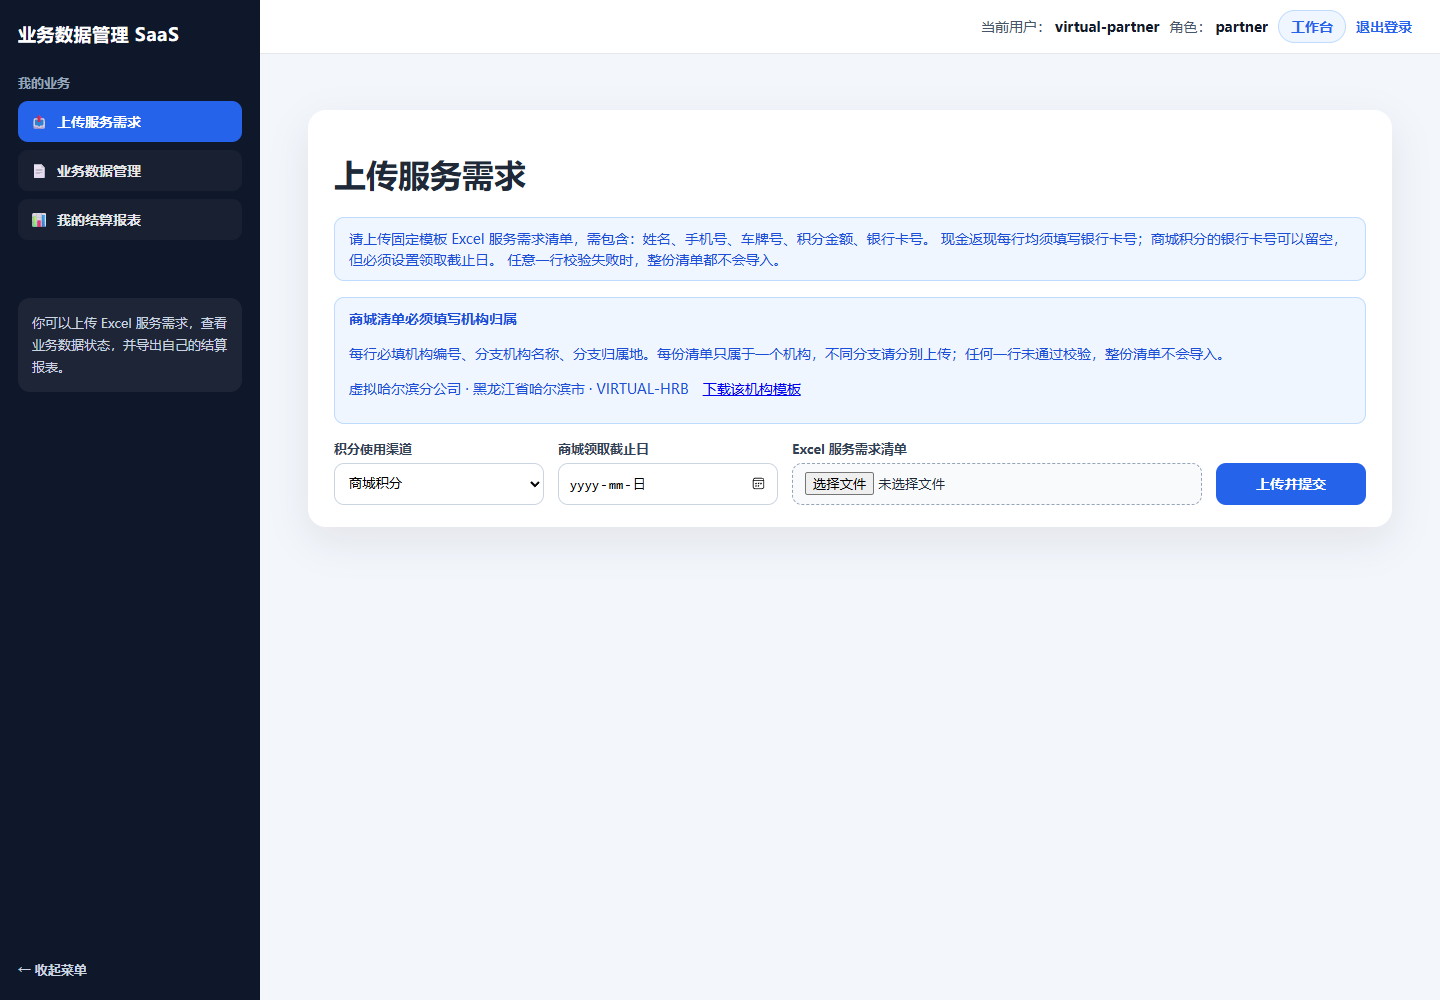 业务数据管理 SaaS
当前用户： virtual-partner 角色： partner 工作台 退出登录
我的业务
上传服务需求
业务数据管理
我的结算报表
你可以上传 Excel 服务需求，查看
业务数据状态，并导出自己的结算
报表。
← 收起菜单
上传服务需求
请上传固定模板 Excel 服务需求清单，需包含：姓名、手机号、车牌号、积分金额、银行卡号。 现金返现每行均须填写银行卡号；商城积分的银行卡号可以留空，
但必须设置领取截止日。 任意一行校验失败时，整份清单都不会导入。
商城清单必须填写机构归属
每行必填机构编号、分支机构名称、分支归属地。每份清单只属于一个机构，不同分支请分别上传；任何一行未通过校验，整份清单不会导入。
虚拟哈尔滨分公司 · 黑龙江省哈尔滨市 · VIRTUAL-HRB 下载该机构模板
积分使用渠道 商城领取截止日 Excel 服务需求清单
商城积分 yyyy-mm-日 选择文件 未选择文件 上传并提交